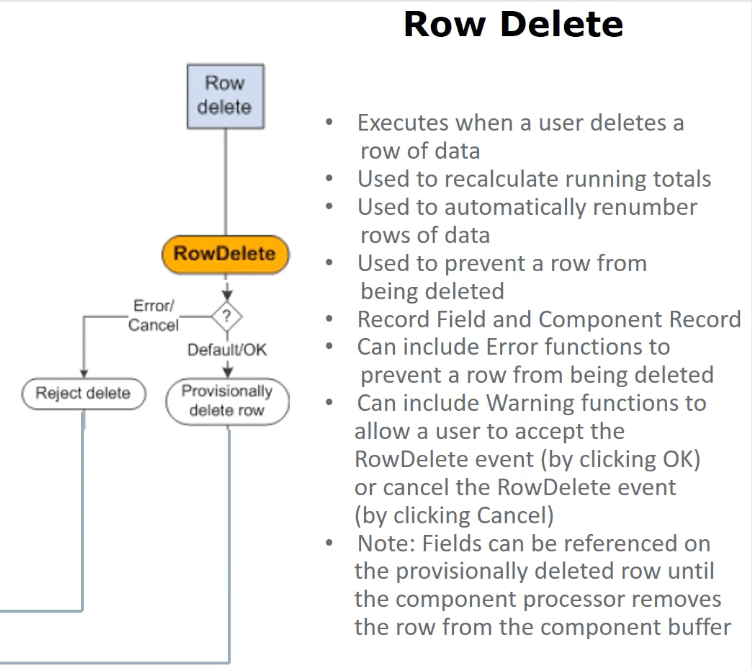 Row Delete
Row
delete
RowDelete
Error/
Cancel
?
Default/OK
Reject delete
Provisionally
delete row
• Executes when a user deletes a
row of data
• Used to recalculate running totals
• Used to automatically renumber
rows of data
• Used to prevent a row from
being deleted
• Record Field and Component Record
• Can include Error functions to
prevent a row from being deleted
• Can include Warning functions to
allow a user to accept the
RowDelete event (by clicking OK)
or cancel the RowDelete event
(by clicking Cancel)
• Note: Fields can be referenced on
the provisionally deleted row until
the component processor removes
the row from the component buffer